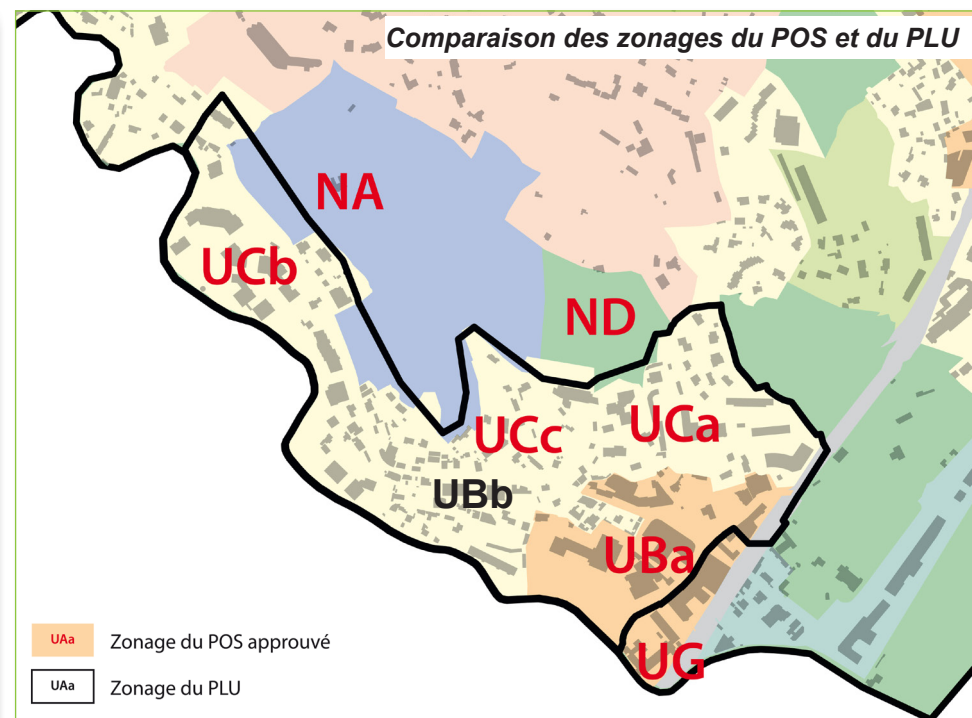 Comparaison des zonages du POS et du PLU
NA
UCb
ND
UCc
UCa
UBb
UBa
UG
UAa Zonage du POS approuvé
UAa Zonage du PLU